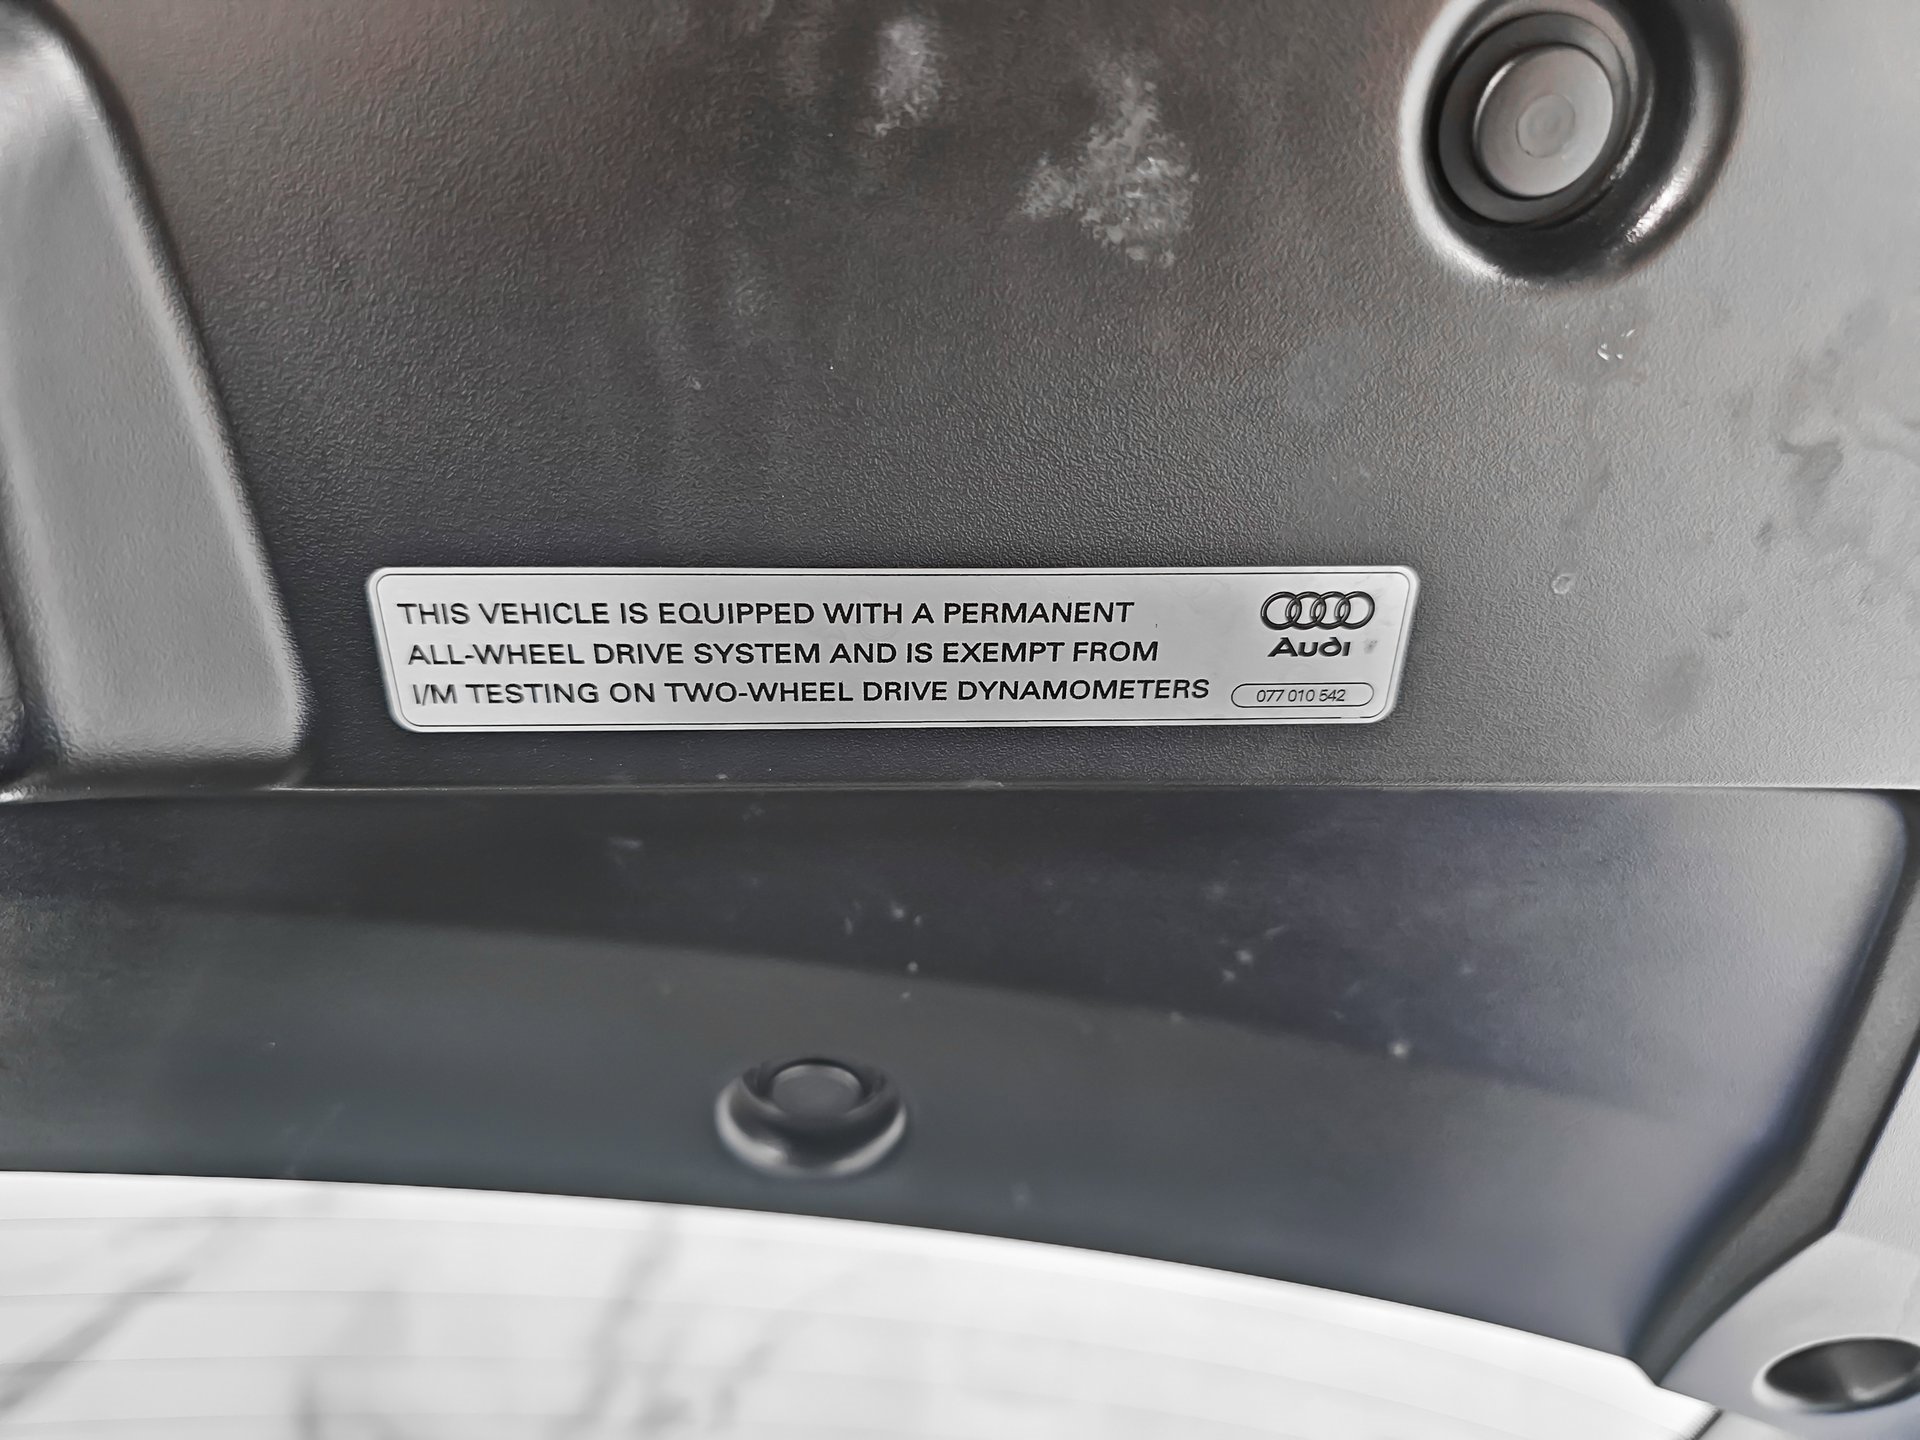 THIS VEHICLE IS EQUIPPED WITH A PERMANENT
ALL-WHEEL DRIVE SYSTEM AND IS EXEMPT FROM
I/M TESTING ON TWO-WHEEL DRIVE DYNAMOMETERS
Audi
077 010 542